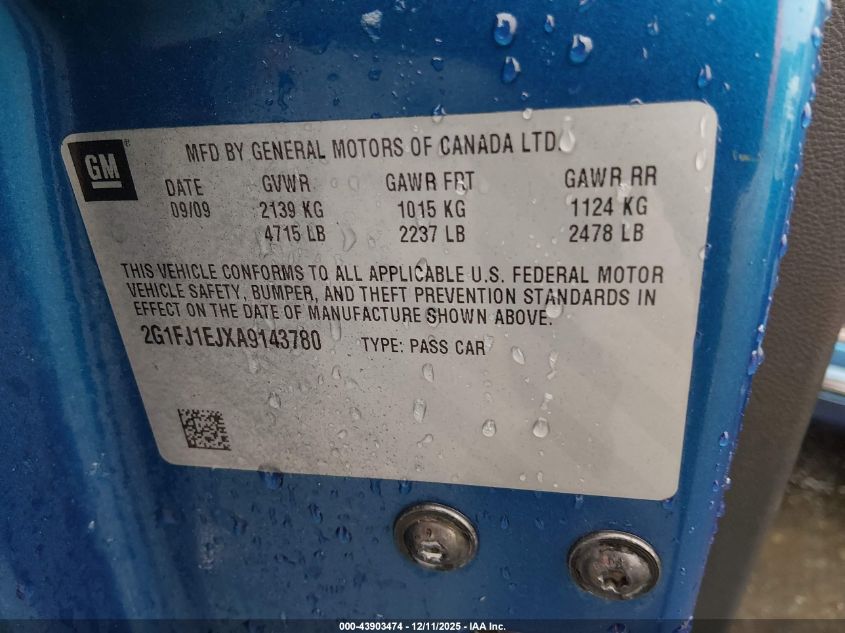 GM
MFD BY GENERAL MOTORS OF CANADA LTD.
DATE GVWR GAWR FRT GAWR RR
09/09 2139 KG 1015 KG 1124 KG
4715 LB 2237 LB 2478 LB
THIS VEHICLE CONFORMS TO ALL APPLICABLE U.S. FEDERAL MOTOR
VEHICLE SAFETY, BUMPER, AND THEFT PREVENTION STANDARDS IN
EFFECT ON THE DATE OF MANUFACTURE SHOWN ABOVE.
2G1FJ1EJXA9143780 TYPE: PASS CAR
000-43903474 - 12/11/2025 - IAA Inc.